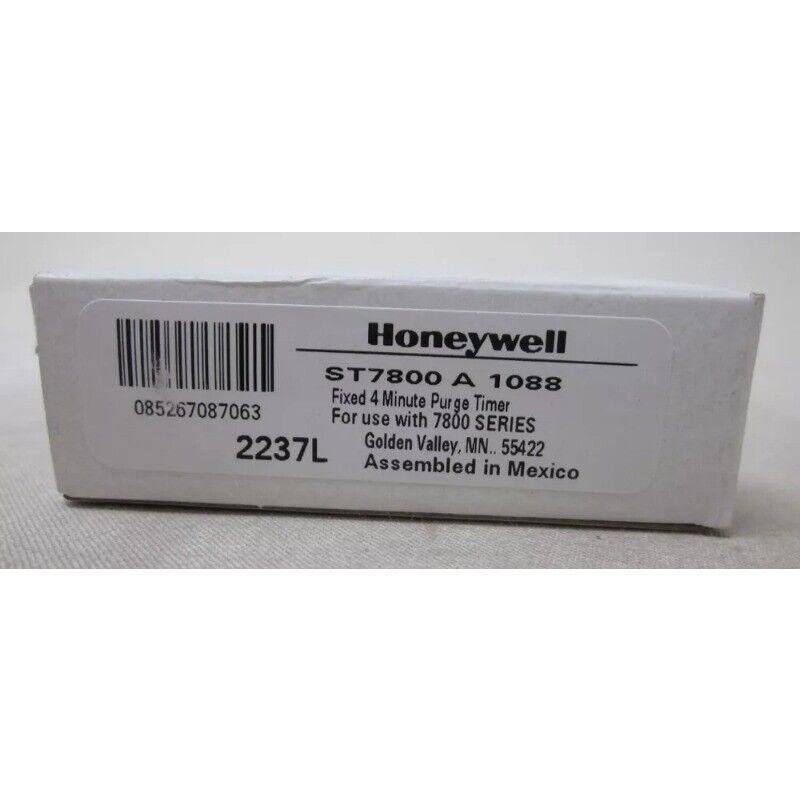 Honeywell
ST7800 A 1088
Fixed 4 Minute Purge Timer
For use with 7800 SERIES
Golden Valley, MN.. 55422
Assembled in Mexico
085267087063
2237L